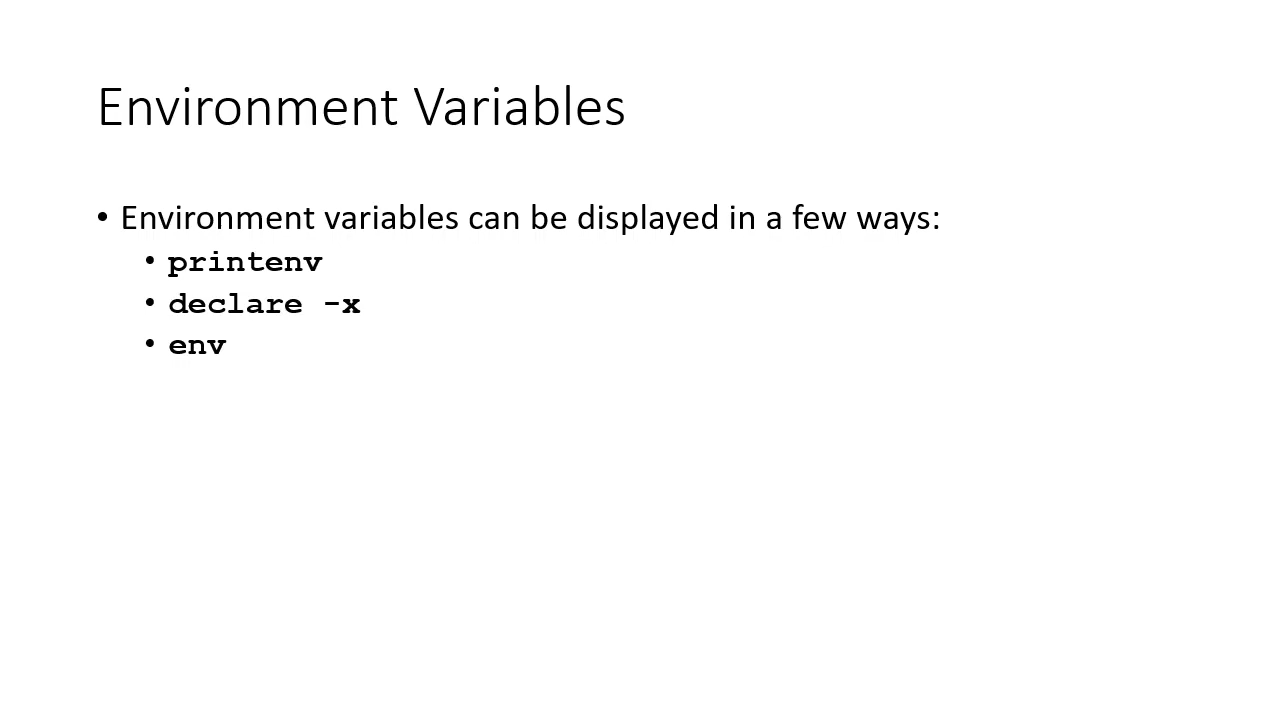 Environment Variables
• Environment variables can be displayed in a few ways:
• printenv
• declare -x
• env